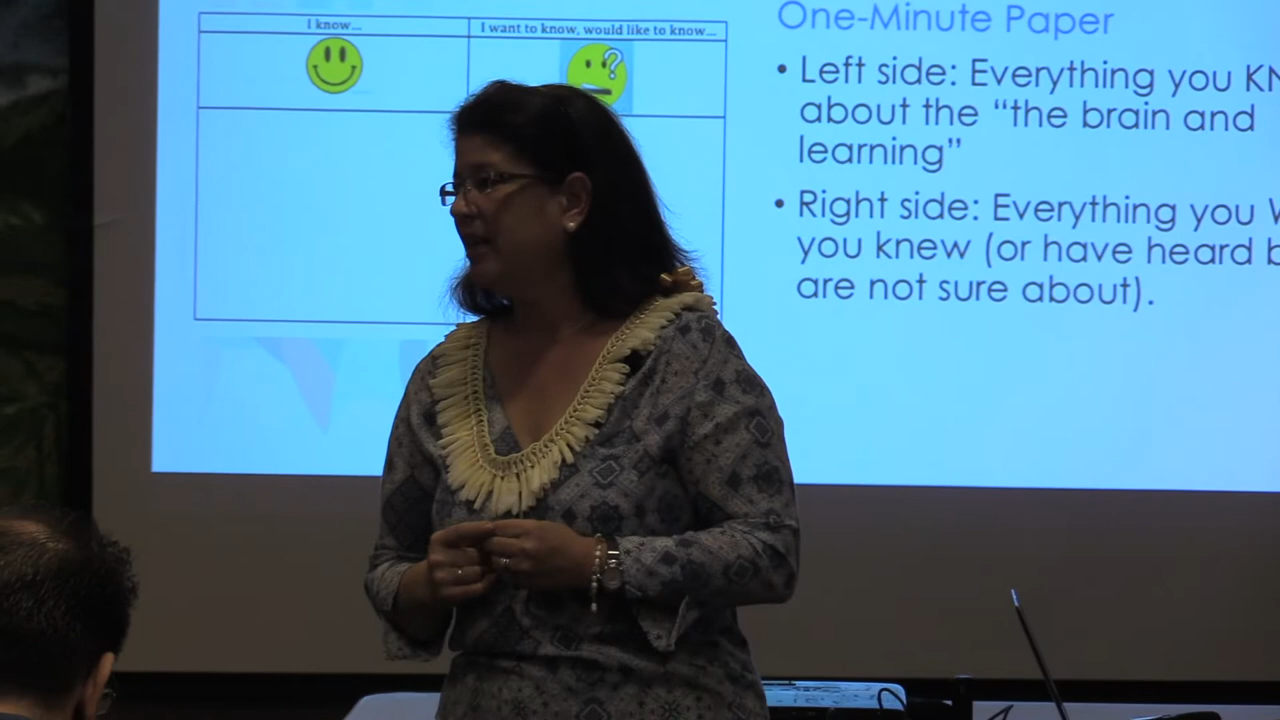 I know...
I want to know, would like to know...
?
One-Minute Paper
• Left side: Everything you
about the “the brain and
learning”
• Right side: Everything you
you knew (or have heard
are not sure about).